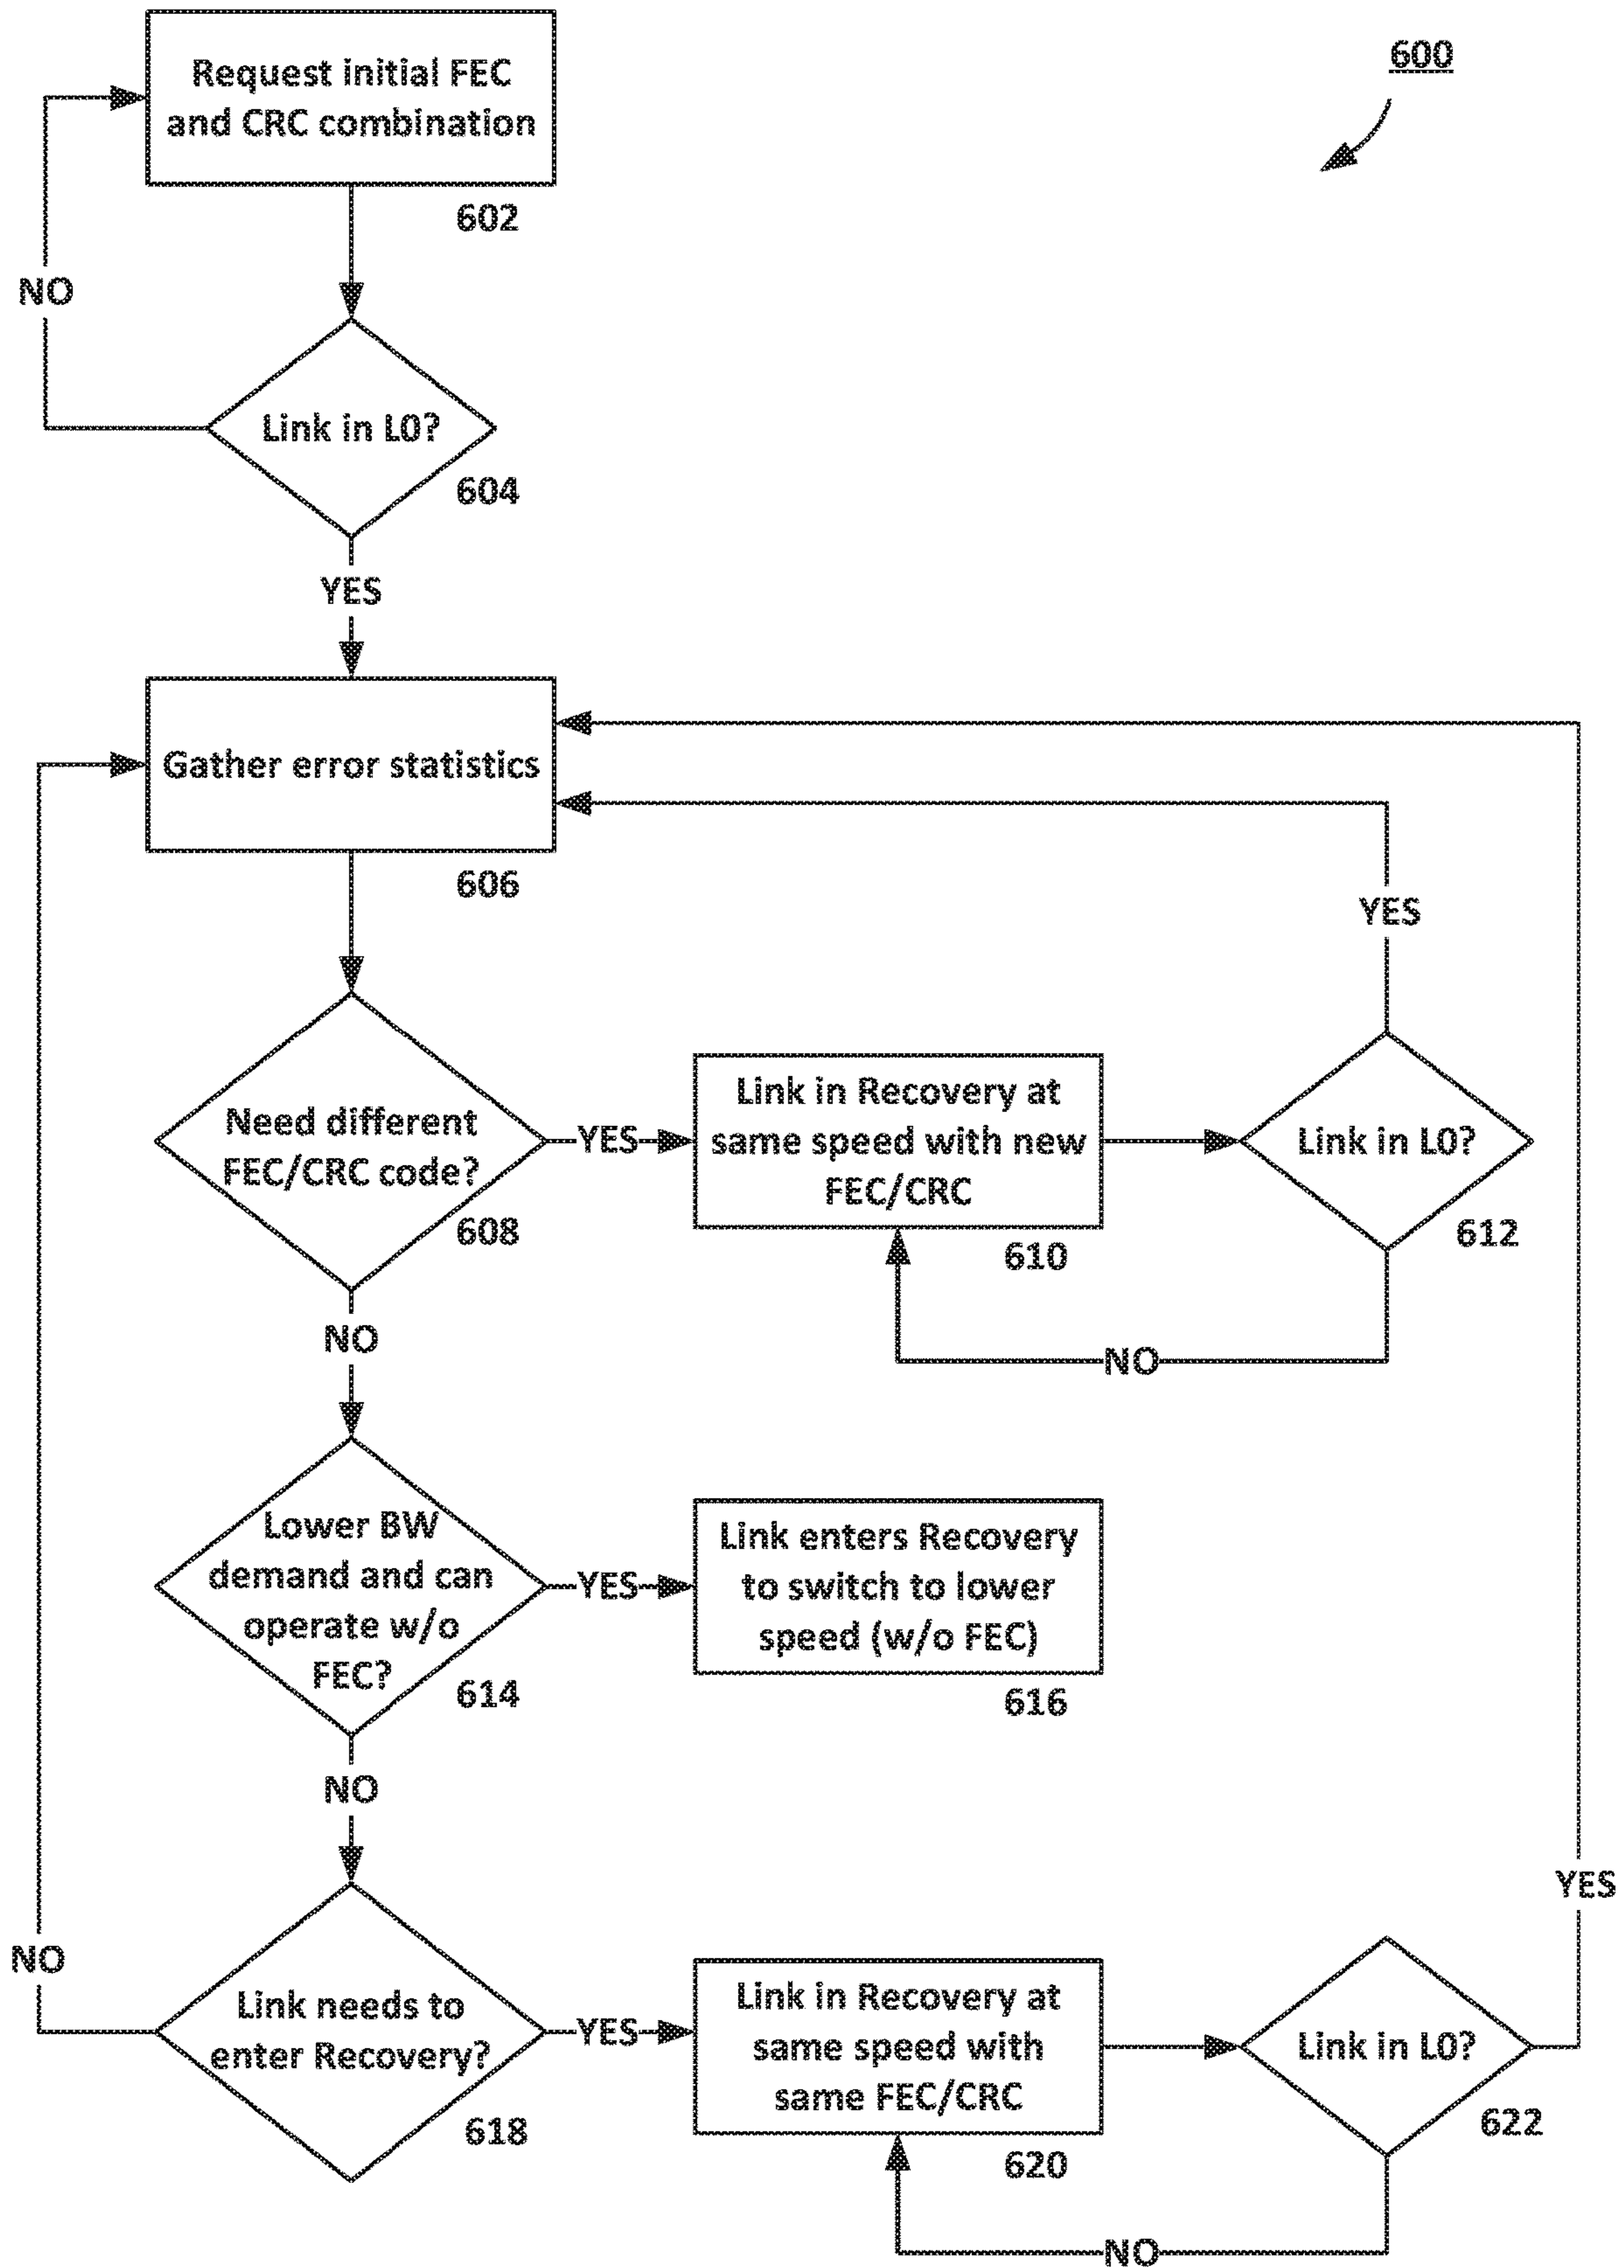 600
Request initial FEC
and CRC combination
602
NO
Link in L0?
604
YES
Gather error statistics
606
YES
Need different
FEC/CRC code?
608
YES
Link in Recovery at
same speed with new
FEC/CRC
610
Link in L0?
612
NO
NO
Lower BW
demand and can
operate w/o
FEC?
614
YES
Link enters Recovery
to switch to lower
speed (w/o FEC)
616
NO
YES
NO
Link needs to
enter Recovery?
618
YES
Link in Recovery at
same speed with
same FEC/CRC
620
Link in L0?
622
NO